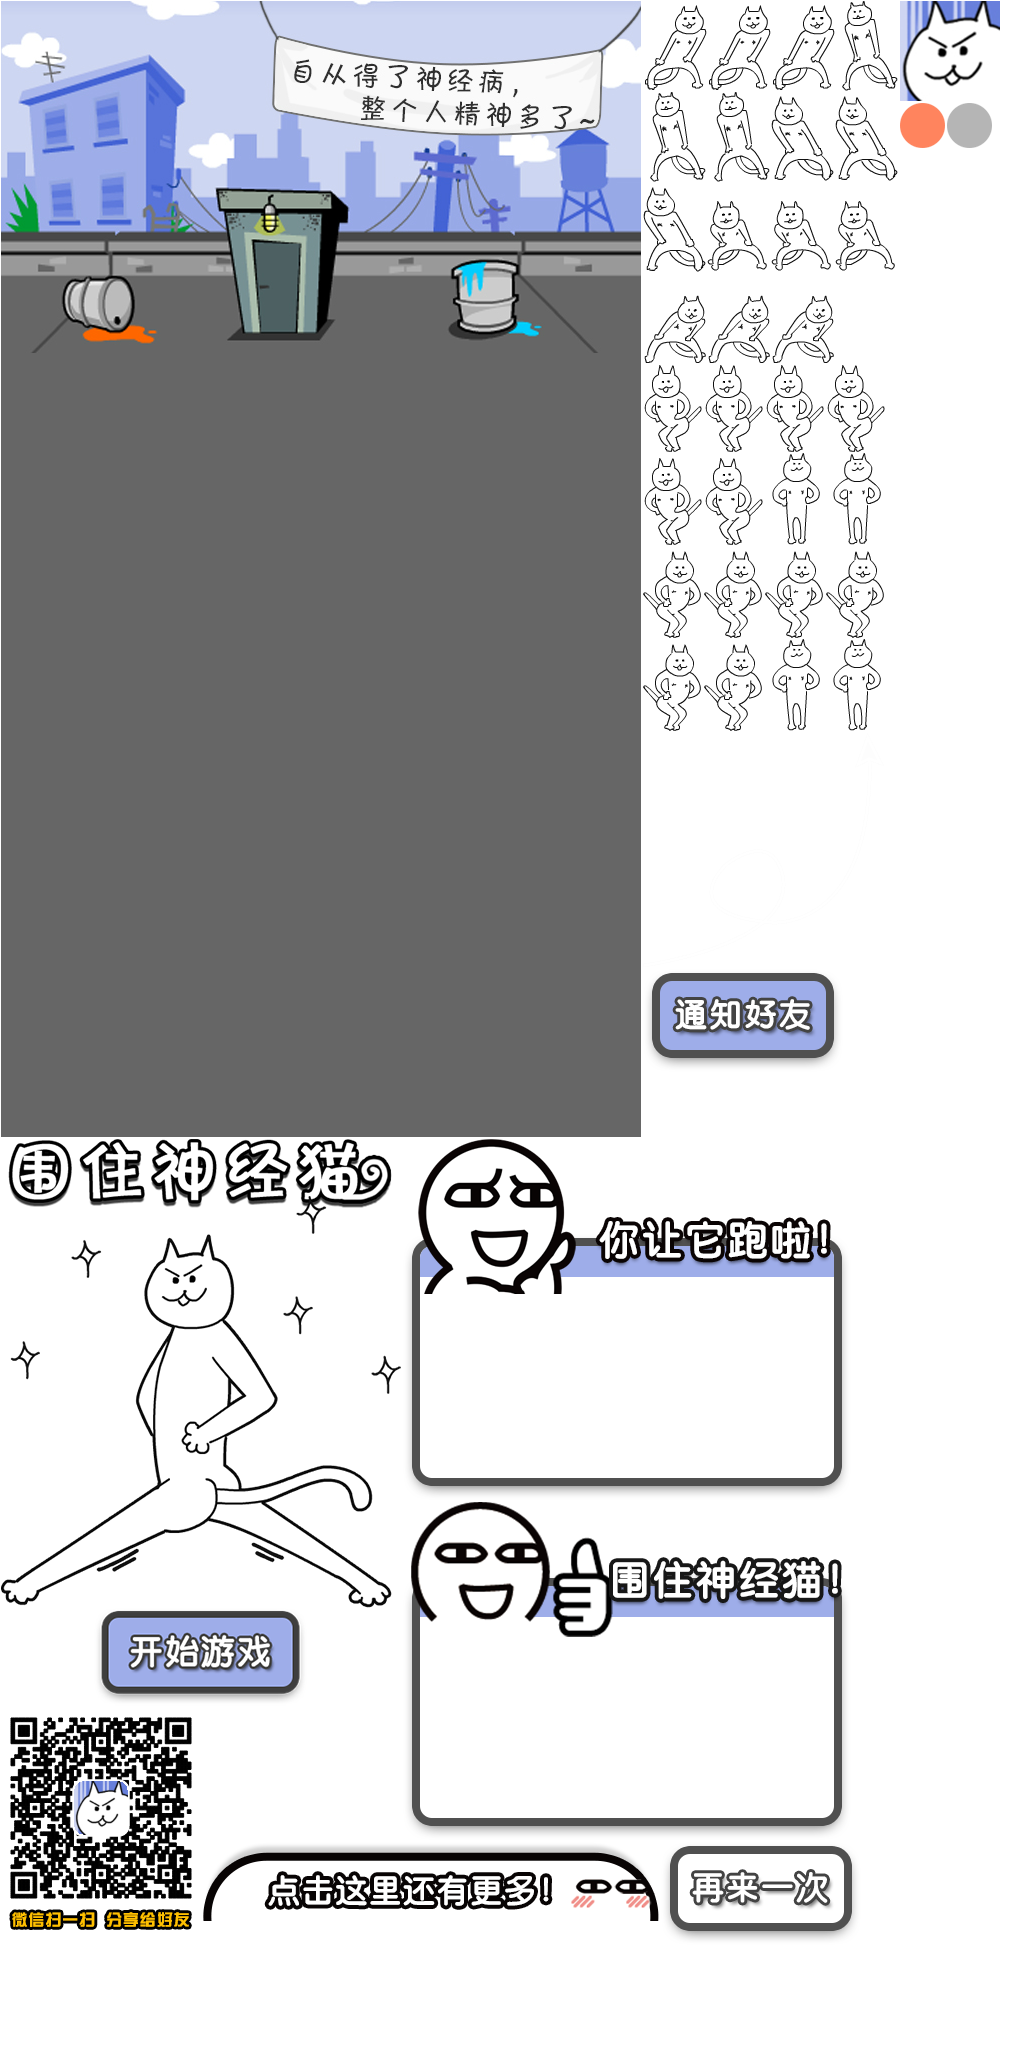 自从得了神经病，
整个人精神多了~
通知好友
围住神经猫
你让它跑啦！
围住神经猫！
开始游戏
微信扫一扫 分享给好友
点击这里还有更多！
再来一次